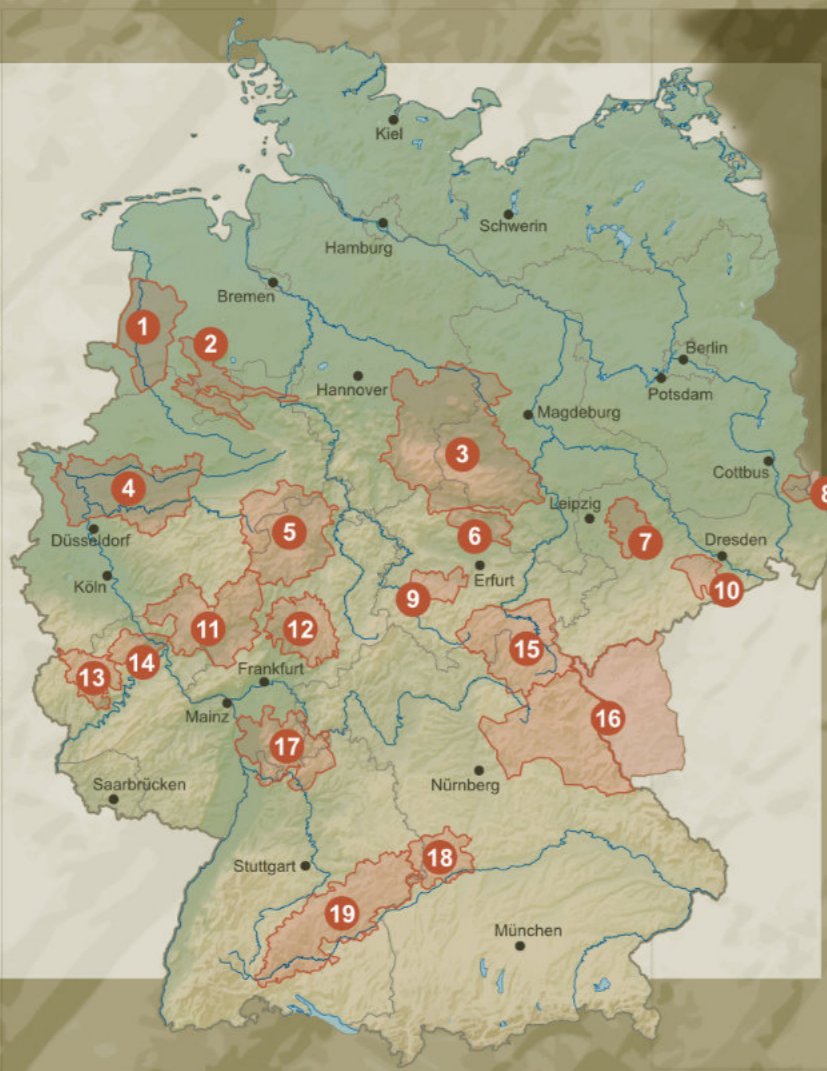 Kiel
Schwerin
Hamburg
Bremen
1
2
Berlin
Hannover
Potsdam
Magdeburg
3
Cottbus
4
8
Leipzig
5
6
7
Düsseldorf
Dresden
Köln
Erfurt
9
10
11
12
15
14
13
Frankfurt
Mainz
16
17
Saarbrücken
Nürnberg
18
Stuttgart
19
München